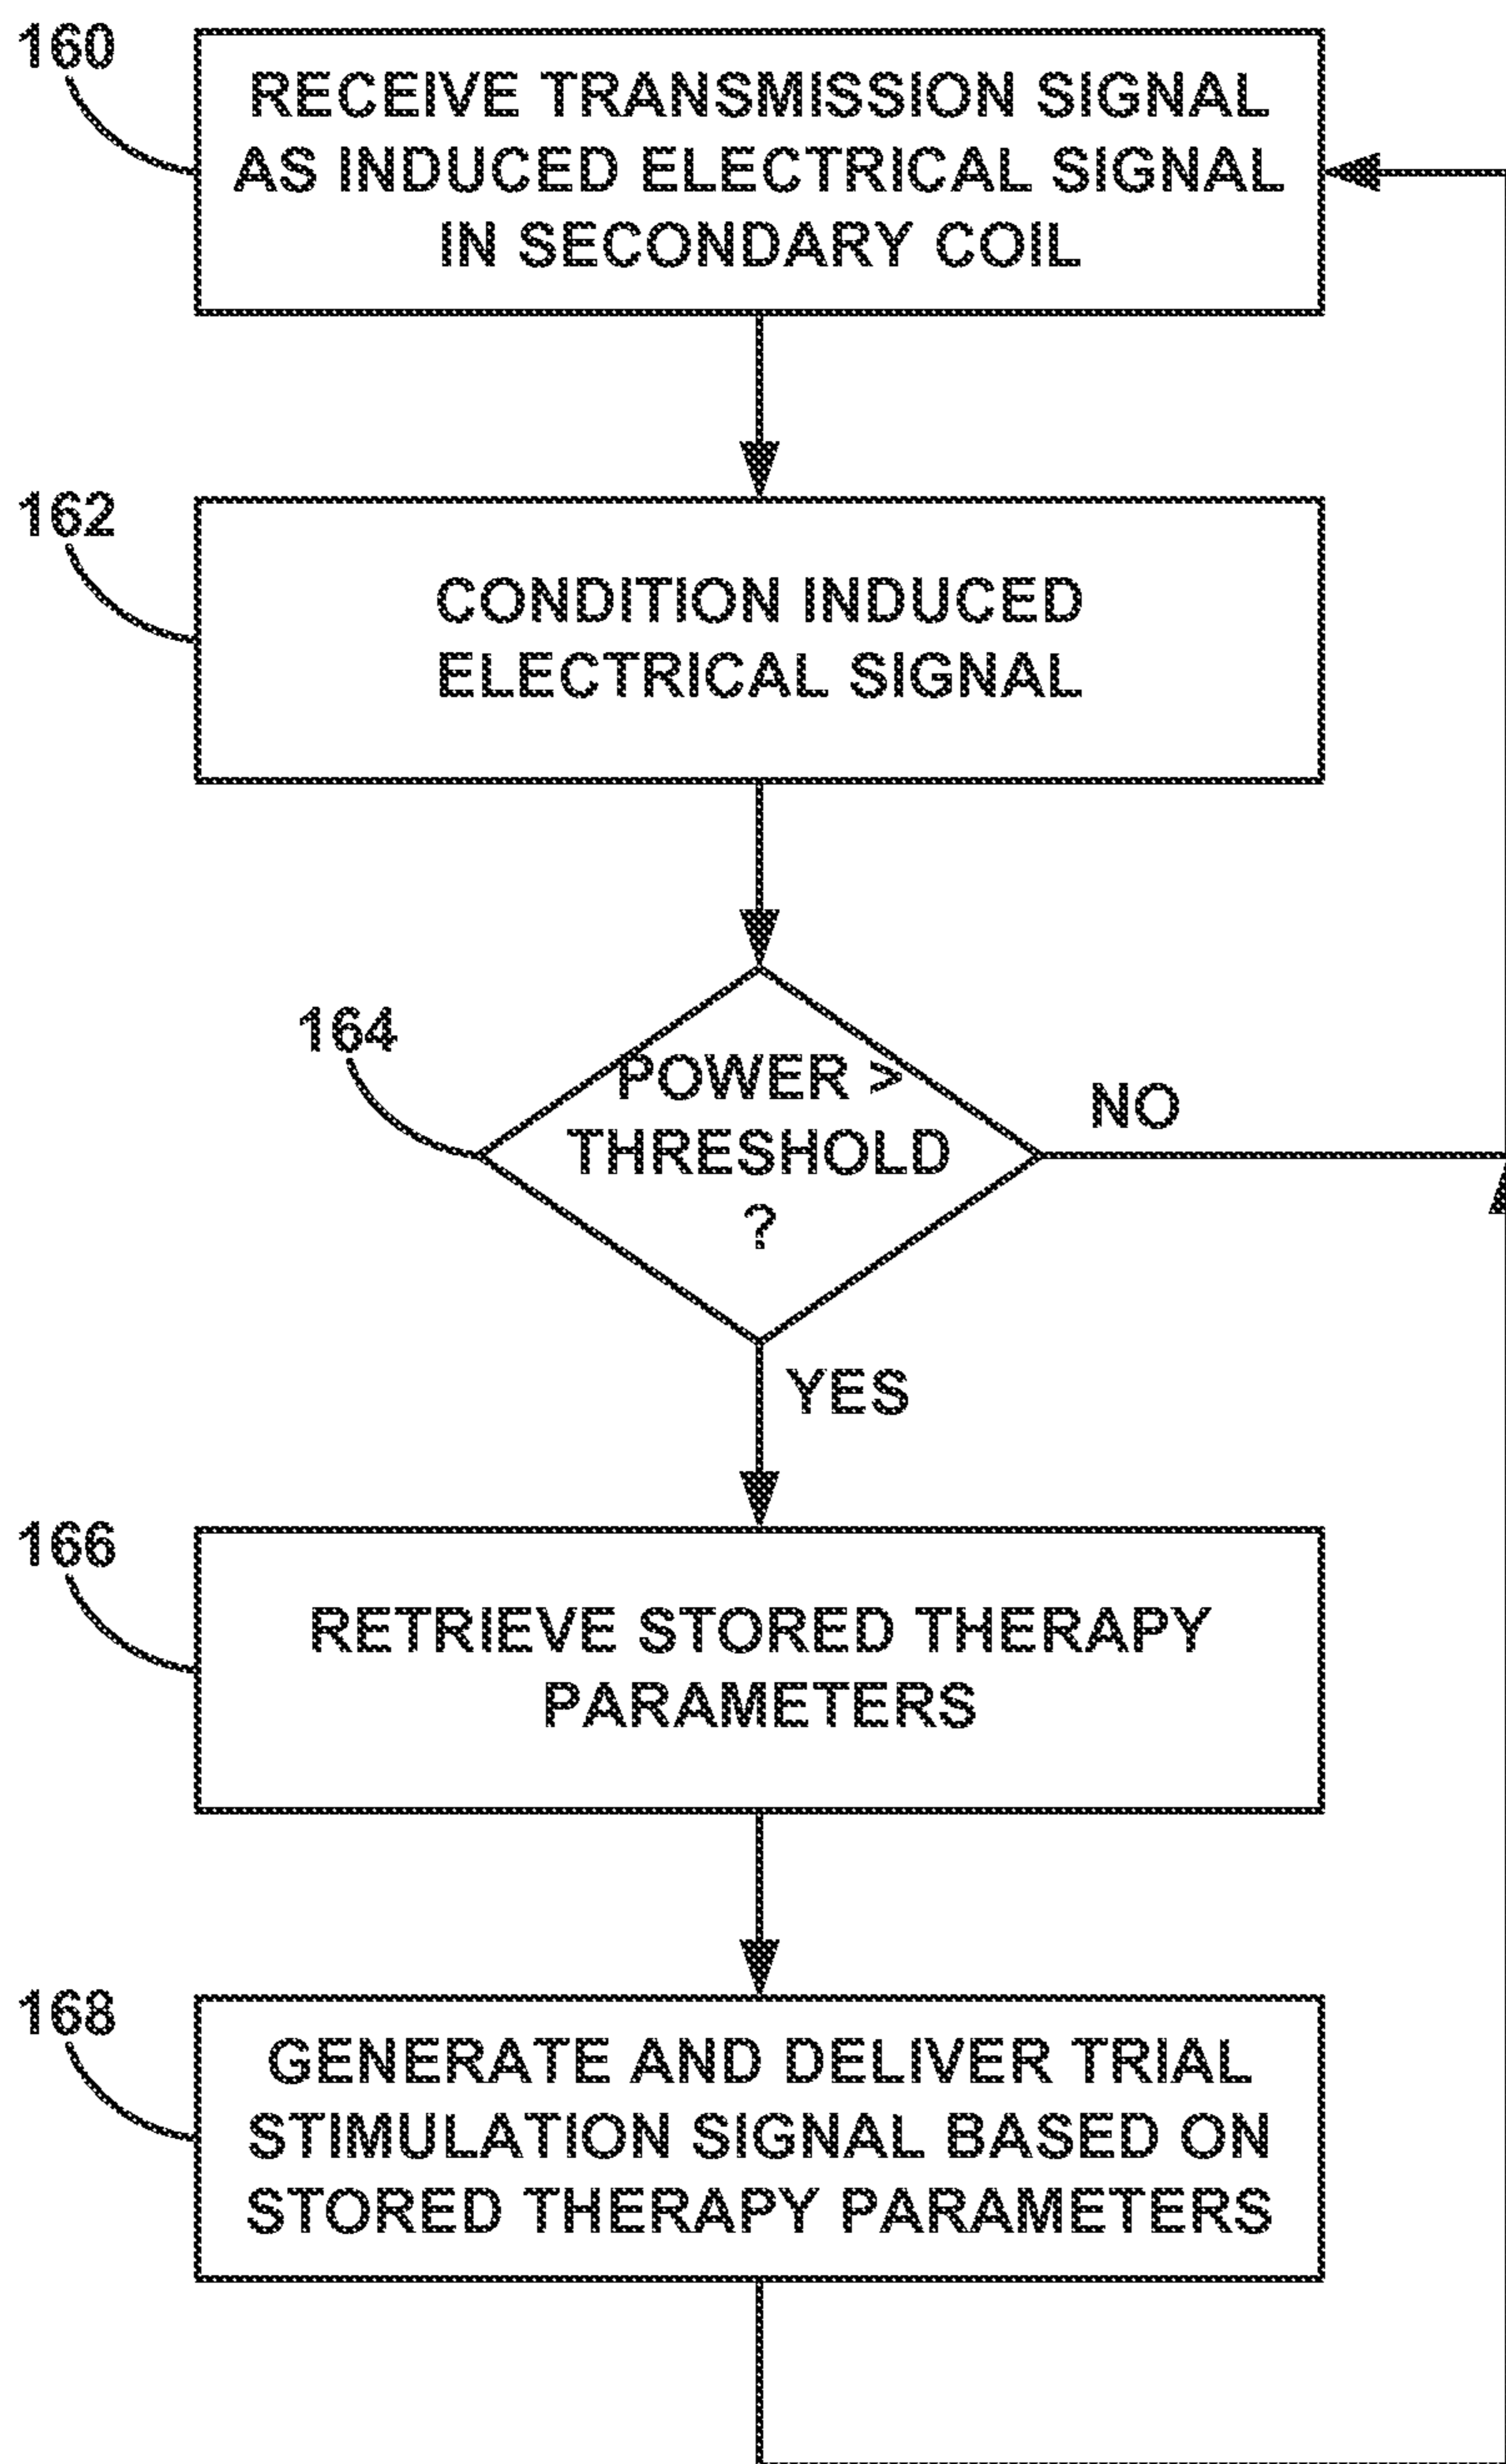 160
RECEIVE TRANSMISSION SIGNAL
AS INDUCED ELECTRICAL SIGNAL
IN SECONDARY COIL
162
CONDITION INDUCED
ELECTRICAL SIGNAL
164
POWER >
THRESHOLD
?
NO
YES
166
RETRIEVE STORED THERAPY
PARAMETERS
168
GENERATE AND DELIVER TRIAL
STIMULATION SIGNAL BASED ON
STORED THERAPY PARAMETERS